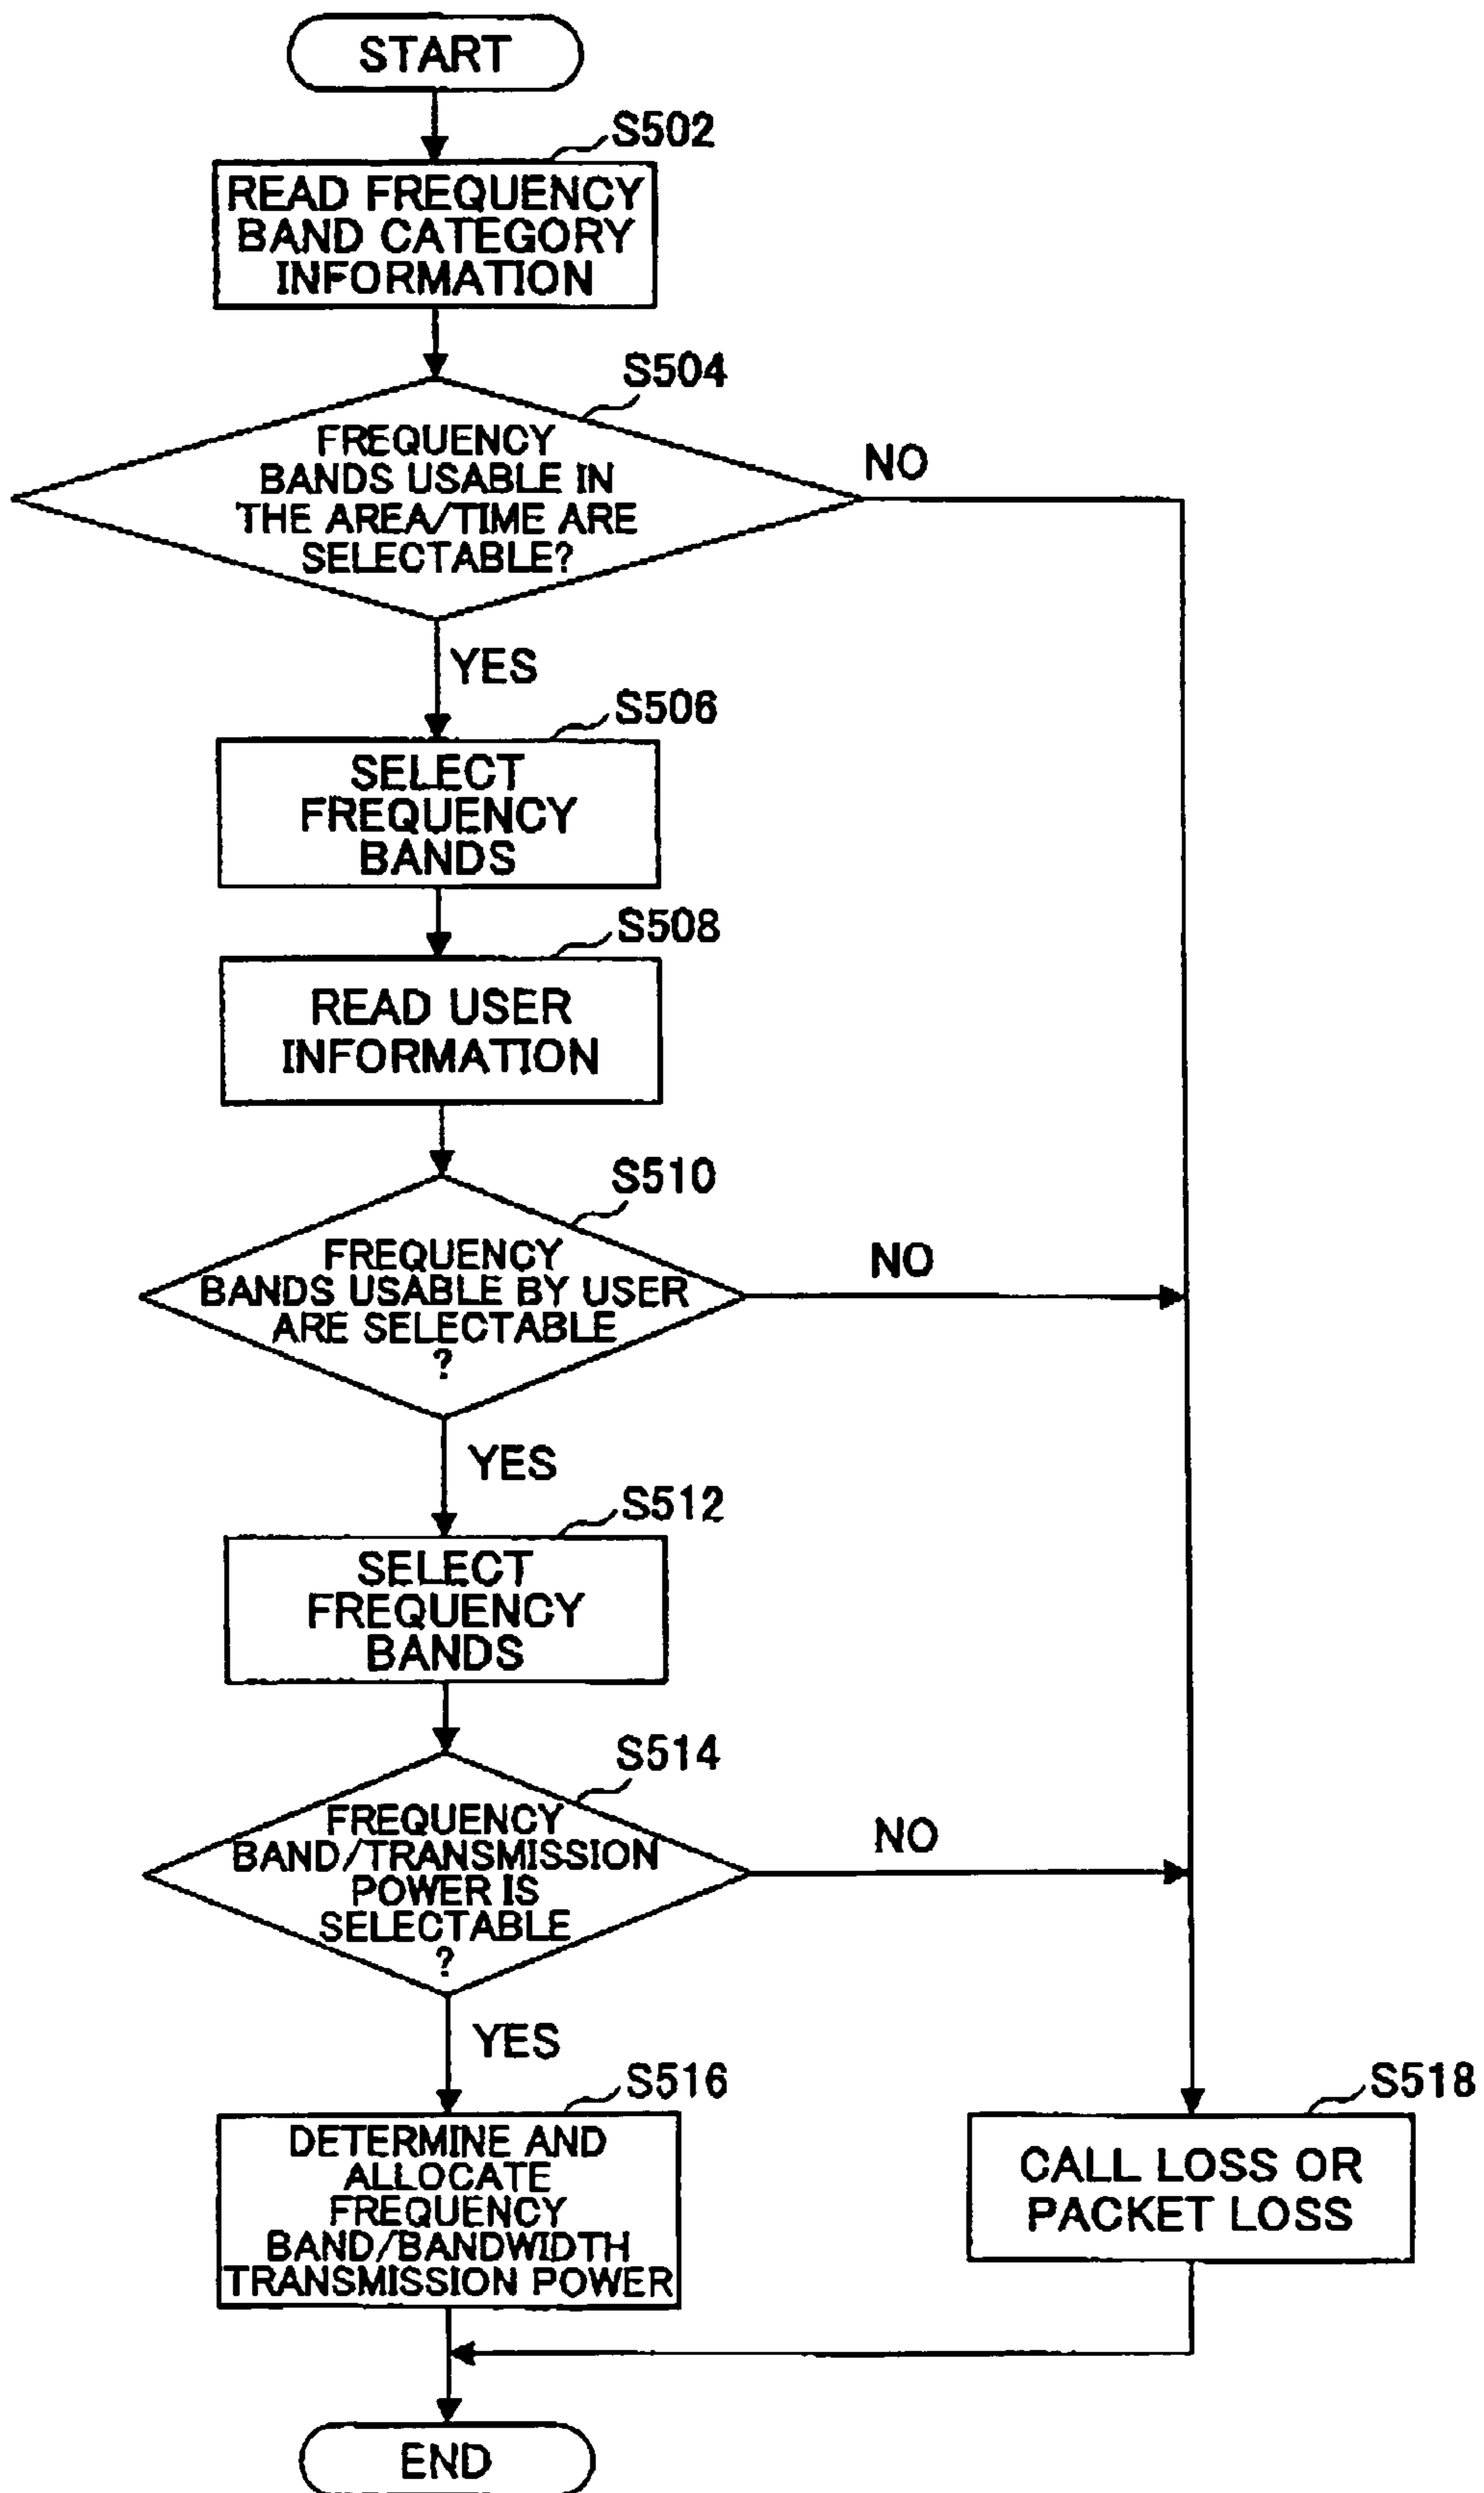 START
S502
READ FREQUENCY
BAND CATEGORY
INFORMATION
S504
FREQUENCY
BANDS USABLE IN
THE AREA/TIME ARE
SELECTABLE?
NO
YES
S506
SELECT
FREQUENCY
BANDS
S508
READ USER
INFORMATION
S510
FREQUENCY
BANDS USABLE BY USER
ARE SELECTABLE
?
NO
YES
S512
SELECT
FREQUENCY
BANDS
S514
FREQUENCY
BAND/TRANSMISSION
POWER IS
SELECTABLE
?
NO
YES
S516
DETERMINE AND
ALLOCATE
FREQUENCY
BAND/BANDWIDTH
TRANSMISSION POWER
S518
CALL LOSS OR
PACKET LOSS
END